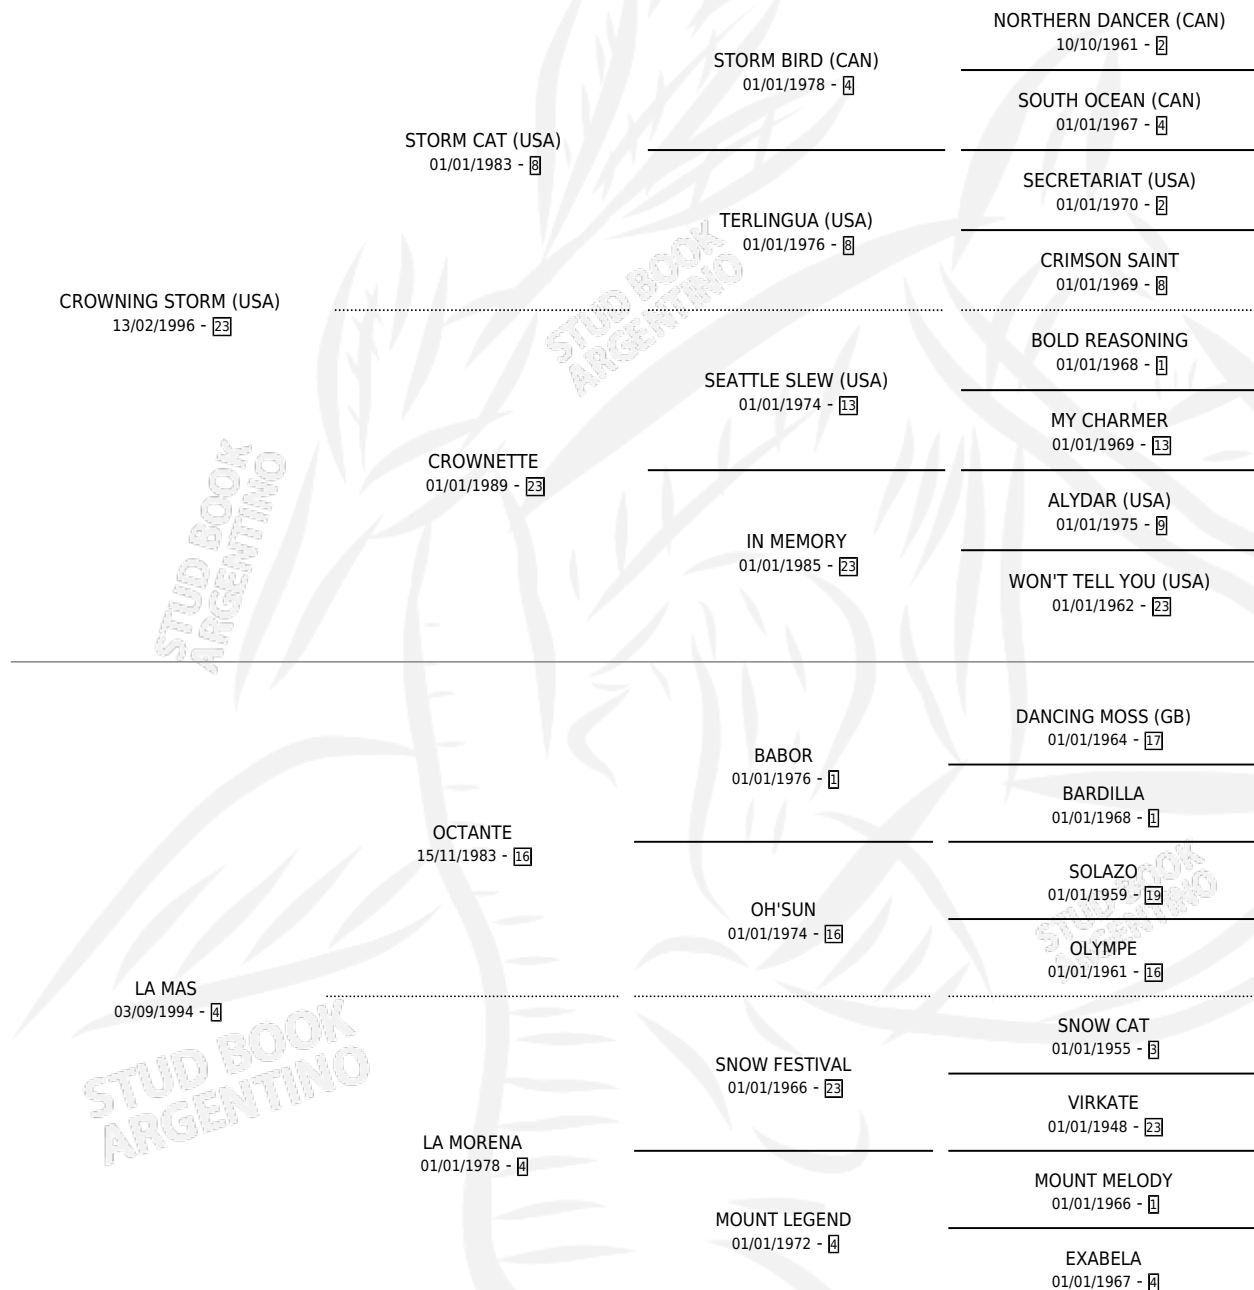 NORTHERN DANCER (CAN)
10/10/1961 - 2
STORM BIRD (CAN)
01/01/1978 - 4
SOUTH OCEAN (CAN)
01/01/1967 - 4
STORM CAT (USA)
01/01/1983 - 8
SECRETARIAT (USA)
01/01/1970 - 2
TERLINGUA (USA)
01/01/1976 - 8
CRIMSON SAINT
01/01/1969 - 8
CROWNING STORM (USA)
13/02/1996 - 23
BOLD REASONING
01/01/1968 - 1
SEATTLE SLEW (USA)
01/01/1974 - 13
MY CHARMER
01/01/1969 - 13
CROWNETTE
01/01/1989 - 23
ALYDAR (USA)
01/01/1975 - 9
IN MEMORY
01/01/1985 - 23
WON'T TELL YOU (USA)
01/01/1962 - 23
DANCING MOSS (GB)
01/01/1964 - 17
BABOR
01/01/1976 - 1
BARDILLA
01/01/1968 - 1
OCTANTE
15/11/1983 - 16
SOLAZO
01/01/1959 - 19
OH'SUN
01/01/1974 - 16
OLYMPE
01/01/1961 - 16
LA MAS
03/09/1994 - 4
SNOW CAT
01/01/1955 - 3
SNOW FESTIVAL
01/01/1966 - 23
VIRKATE
01/01/1948 - 23
LA MORENA
01/01/1978 - 4
MOUNT MELODY
01/01/1966 - 1
MOUNT LEGEND
01/01/1972 - 4
EXABELA
01/01/1967 - 4
STUD BOOK
ARGENTINO
STUD BOOK
ARGENTINO
STUD BOOK
ARGENTINO
STUD BOOK
ARGENTINO